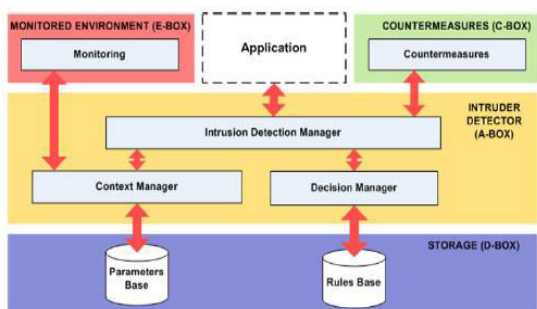 MONITORED ENVIRONMENT (E-BOX)
Monitoring
Application
COUNTERMEASURES (C-BOX)
Countermeasures
INTRUDER
DETECTOR
(A-BOX)
Intrusion Detection Manager
Context Manager
Decision Manager
STORAGE (D-BOX)
Parameters
Base
Rules Base